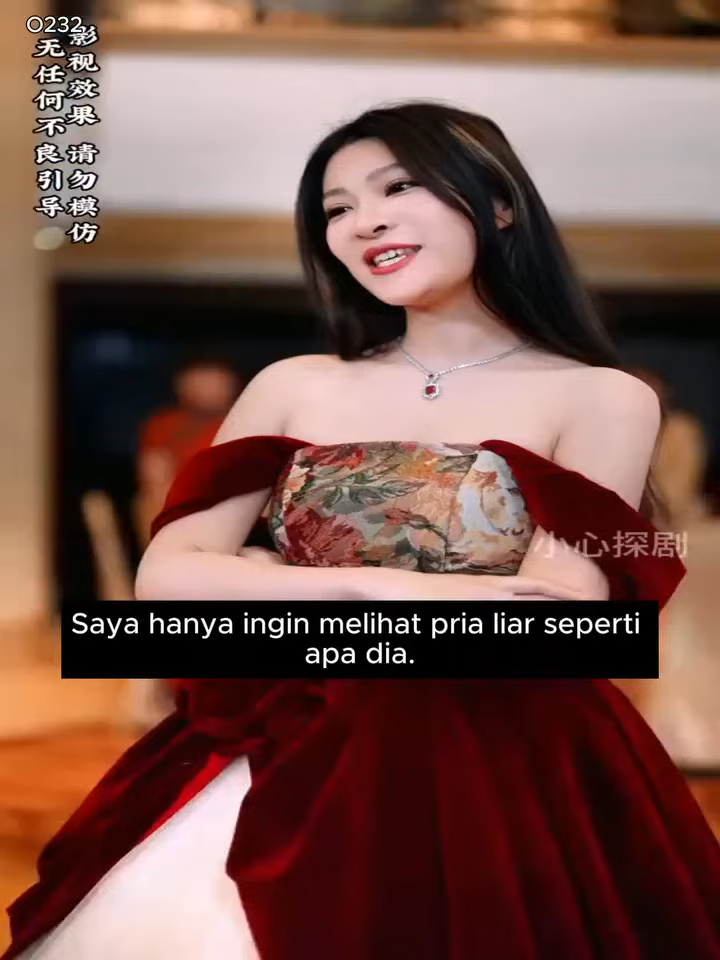 O232
影视效果 请勿模仿
无任何不良引导
小心探剧
Saya hanya ingin melihat pria liar seperti
apa dia.